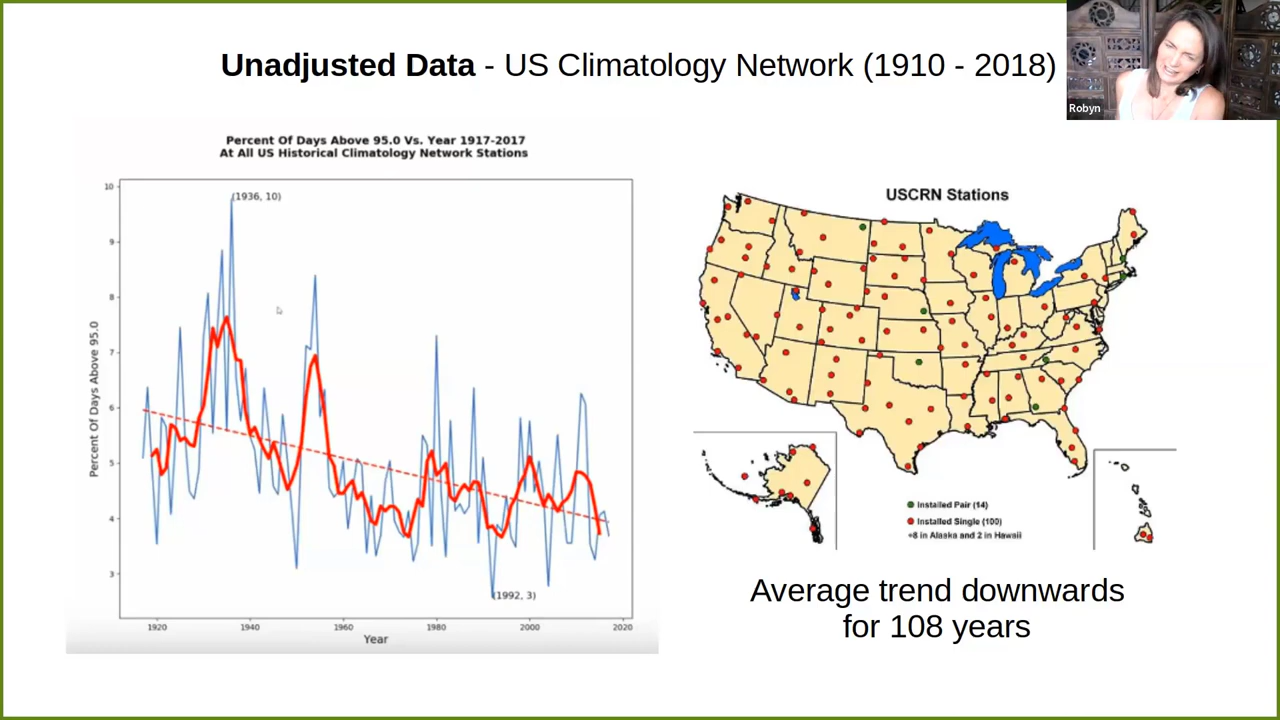 Unadjusted Data - US Climatology Network (1910 - 2018)
Robyn
Percent Of Days Above 95.0 Vs. Year 1917-2017
At All US Historical Climatology Network Stations
10
9
8
7
6
5
4
3
Percent Of Days Above 95.0
(1936, 10)
(1992, 3)
1920
1940
1960
1980
2000
2020
Year
USCRN Stations
Installed Pair (14)
Installed Single (100)
+8 in Alaska and 2 in Hawaii
Average trend downwards
for 108 years